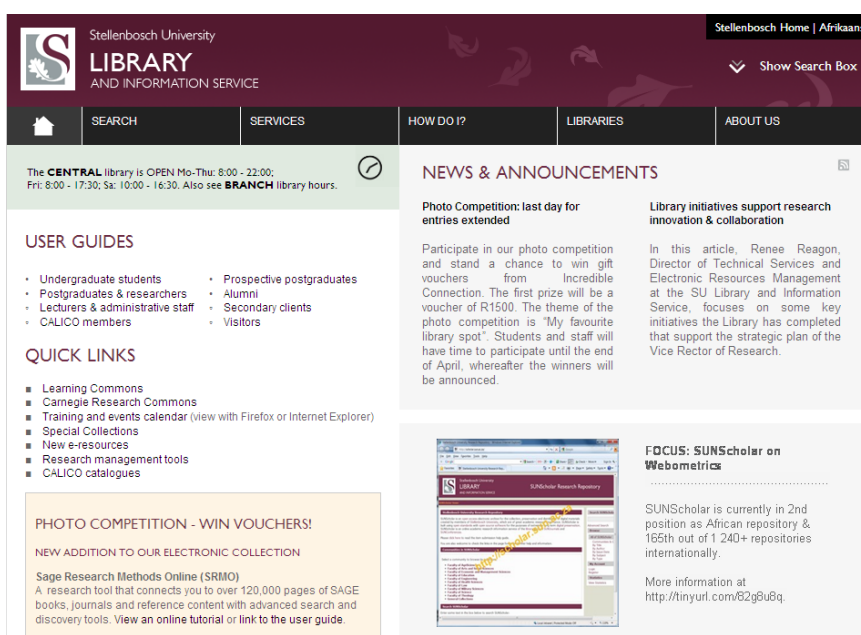 Stellenbosch Home | Afrikaans
Stellenbosch University
LIBRARY
AND INFORMATION SERVICE
Show Search Box
SEARCH
SERVICES
HOW DO I?
LIBRARIES
ABOUT US
The CENTRAL library is OPEN Mo-Thu: 8:00 - 22:00;
Fri: 8:00 - 17:30; Sa: 10:00 - 16:30. Also see BRANCH library hours.
USER GUIDES
Undergraduate students
Postgraduates & researchers
Lecturers & administrative staff
CALICO members
Prospective postgraduates
Alumni
Secondary clients
Visitors
QUICK LINKS
Learning Commons
Carnegie Research Commons
Training and events calendar (view with Firefox or Internet Explorer)
Special Collections
New e-resources
Research management tools
CALICO catalogues
PHOTO COMPETITION - WIN VOUCHERS!
NEW ADDITION TO OUR ELECTRONIC COLLECTION
Sage Research Methods Online (SRMO)
A research tool that connects you to over 120,000 pages of SAGE
books, journals and reference content with advanced search and
discovery tools. View an online tutorial or link to the user guide.
NEWS & ANNOUNCEMENTS
Photo Competition: last day for
entries extended
Participate in our photo competition
and stand a chance to win gift
vouchers from Incredible
Connection. The first prize will be a
voucher of R1500. The theme of the
photo competition is "My favourite
library spot". Students and staff will
have time to participate until the end
of April, whereafter the winners will
be announced.
Library initiatives support research
innovation & collaboration
In this article, Renee Reagon,
Director of Technical Services and
Electronic Resources Management
at the SU Library and Information
Service, focuses on some key
initiatives the Library has completed
that support the strategic plan of the
Vice Rector of Research.
Stellenbosch University
LIBRARY
SUNScholar Research Repository
http://scholar.sun.ac.za
FOCUS: SUNScholar on
Webometrics
SUNScholar is currently in 2nd
position as African repository &
165th out of 1 240+ repositories
internationally.
More information at
http://tinyurl.com/82g8u8q.